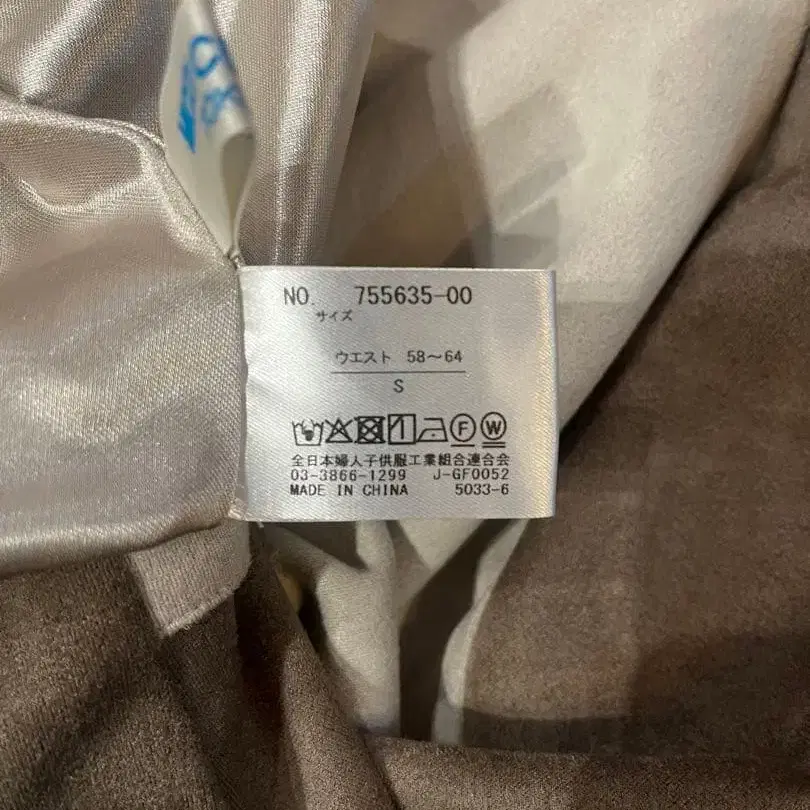 NO. 755635-00
サイズ
ウエスト 58～64
S
F W
全日本婦人子供服工業組合連合会
03-3866-1299 J-GF0052
MADE IN CHINA 5033-6